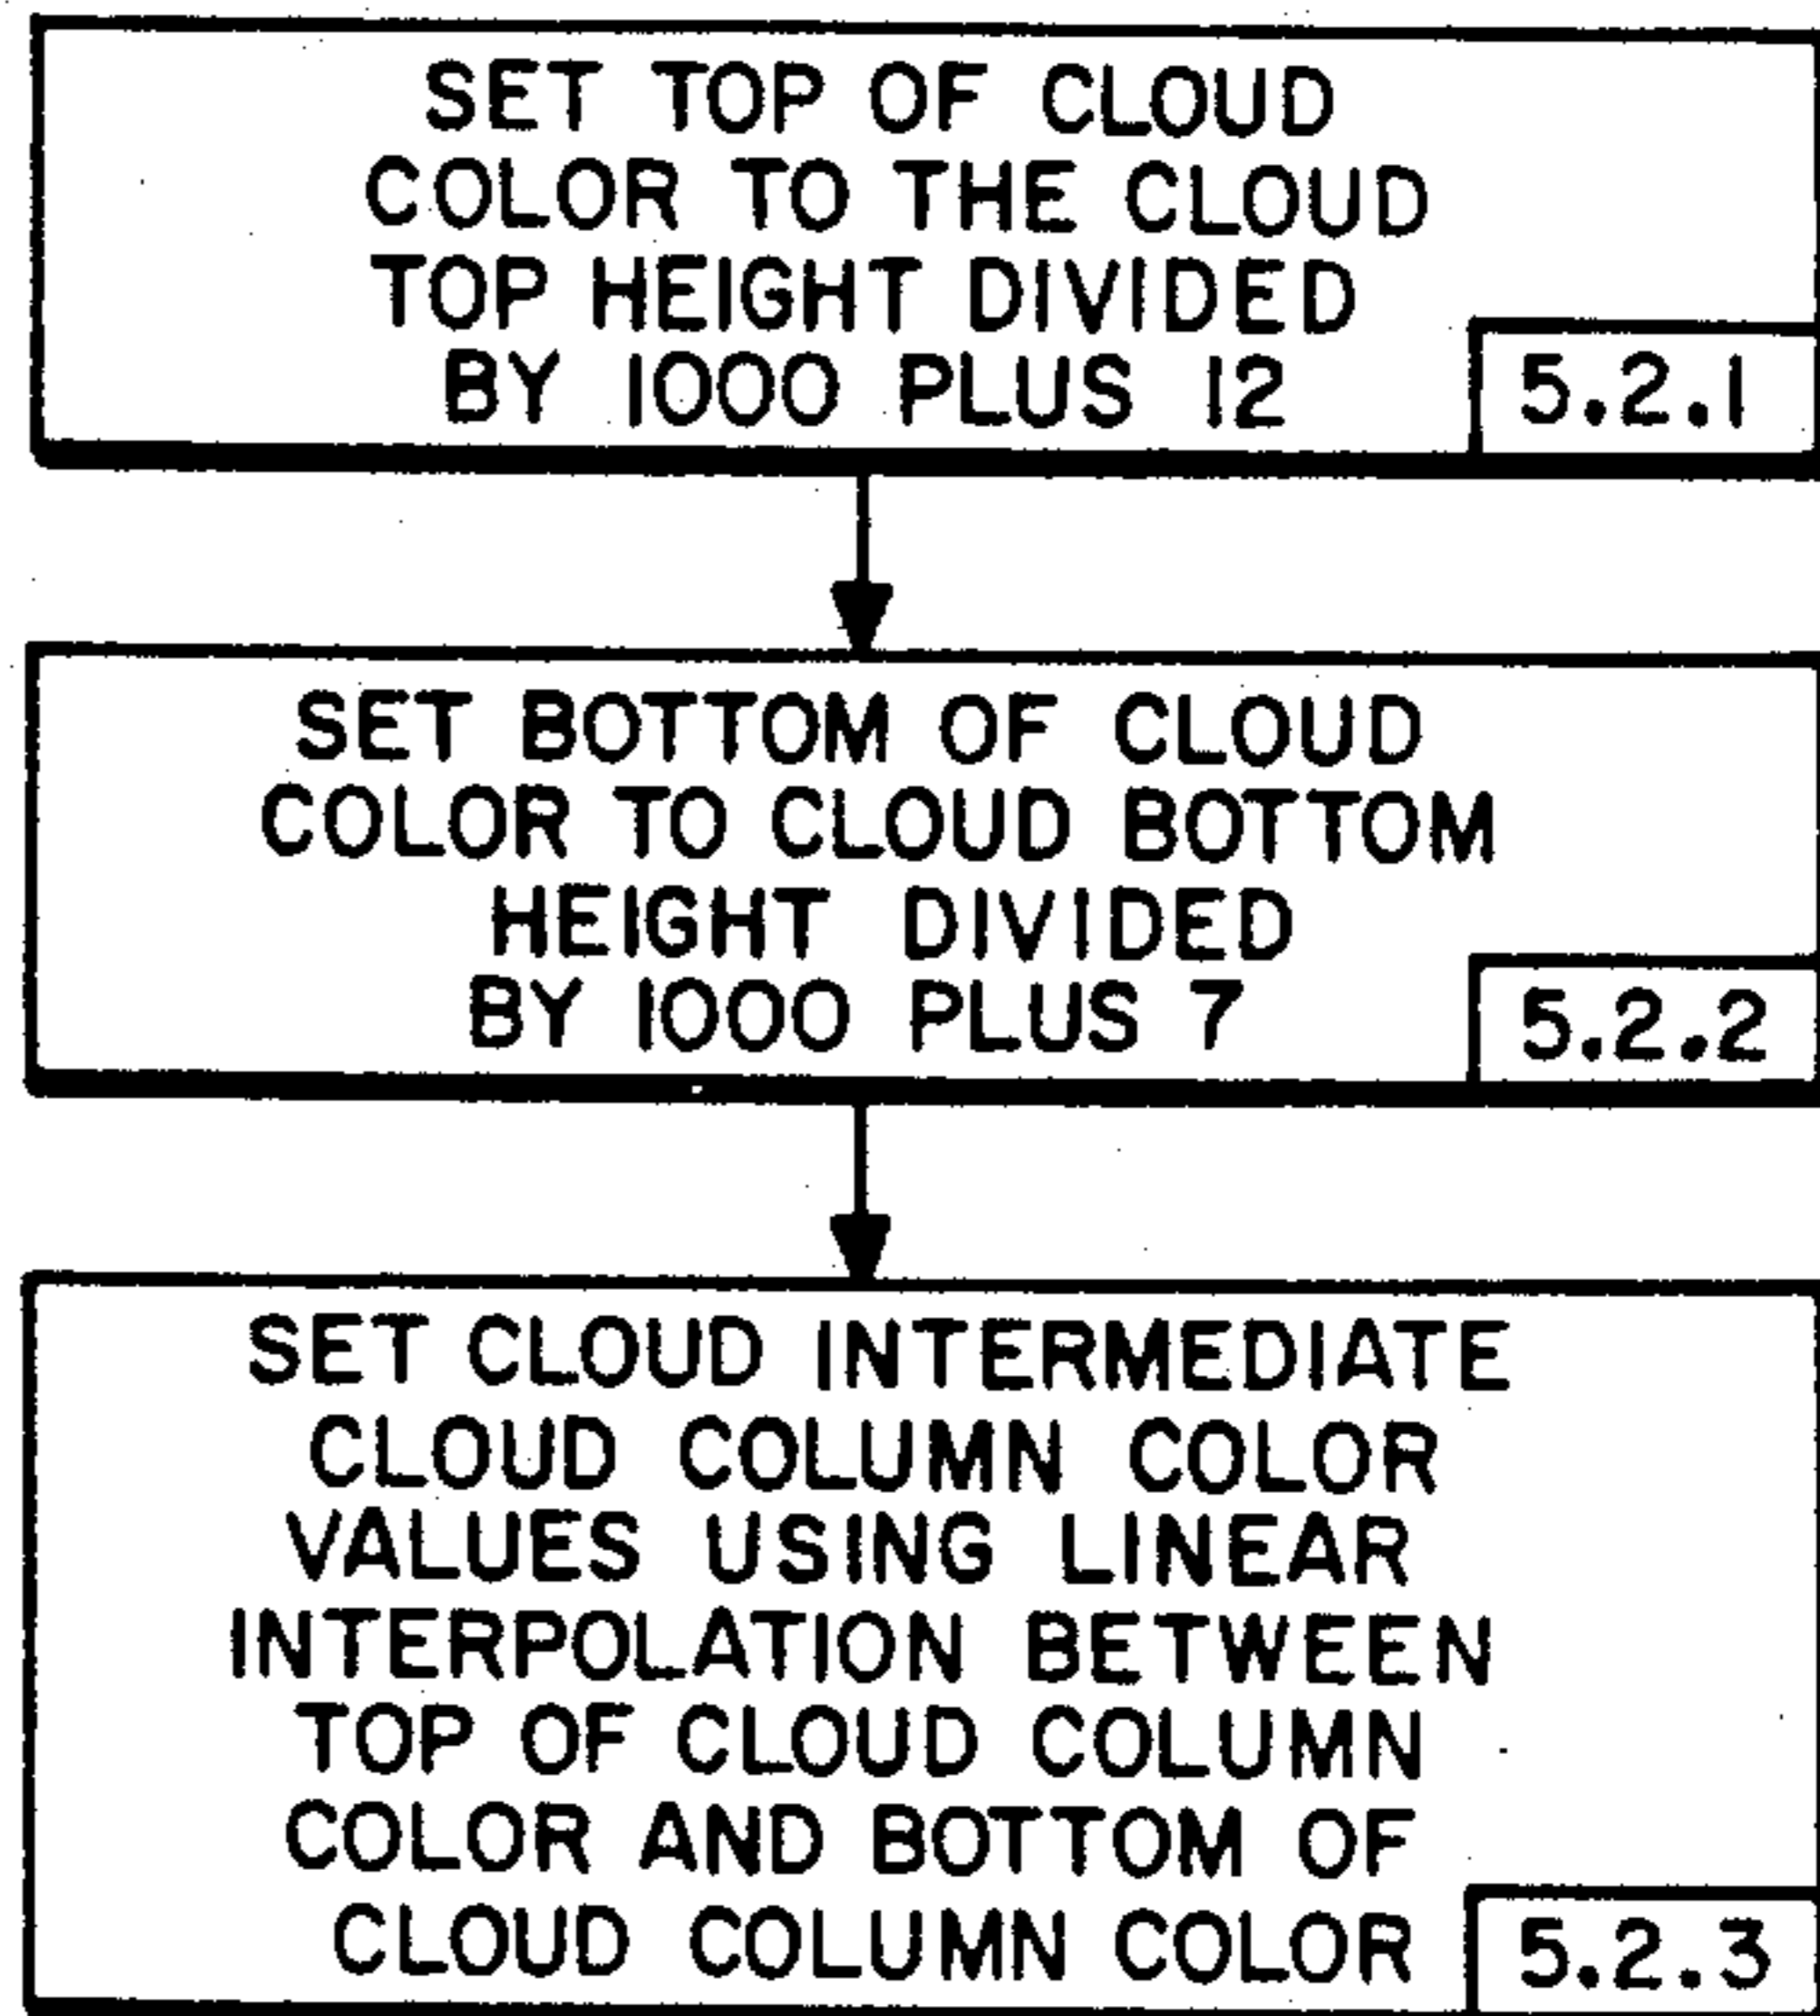 SET TOP OF CLOUD
COLOR TO THE CLOUD
TOP HEIGHT DIVIDED
BY 1000 PLUS 12
5.2.1
SET BOTTOM OF CLOUD
COLOR TO CLOUD BOTTOM
HEIGHT DIVIDED
BY 1000 PLUS 7
5.2.2
SET CLOUD INTERMEDIATE
CLOUD COLUMN COLOR
VALUES USING LINEAR
INTERPOLATION BETWEEN
TOP OF CLOUD COLUMN
COLOR AND BOTTOM OF
CLOUD COLUMN COLOR
5.2.3